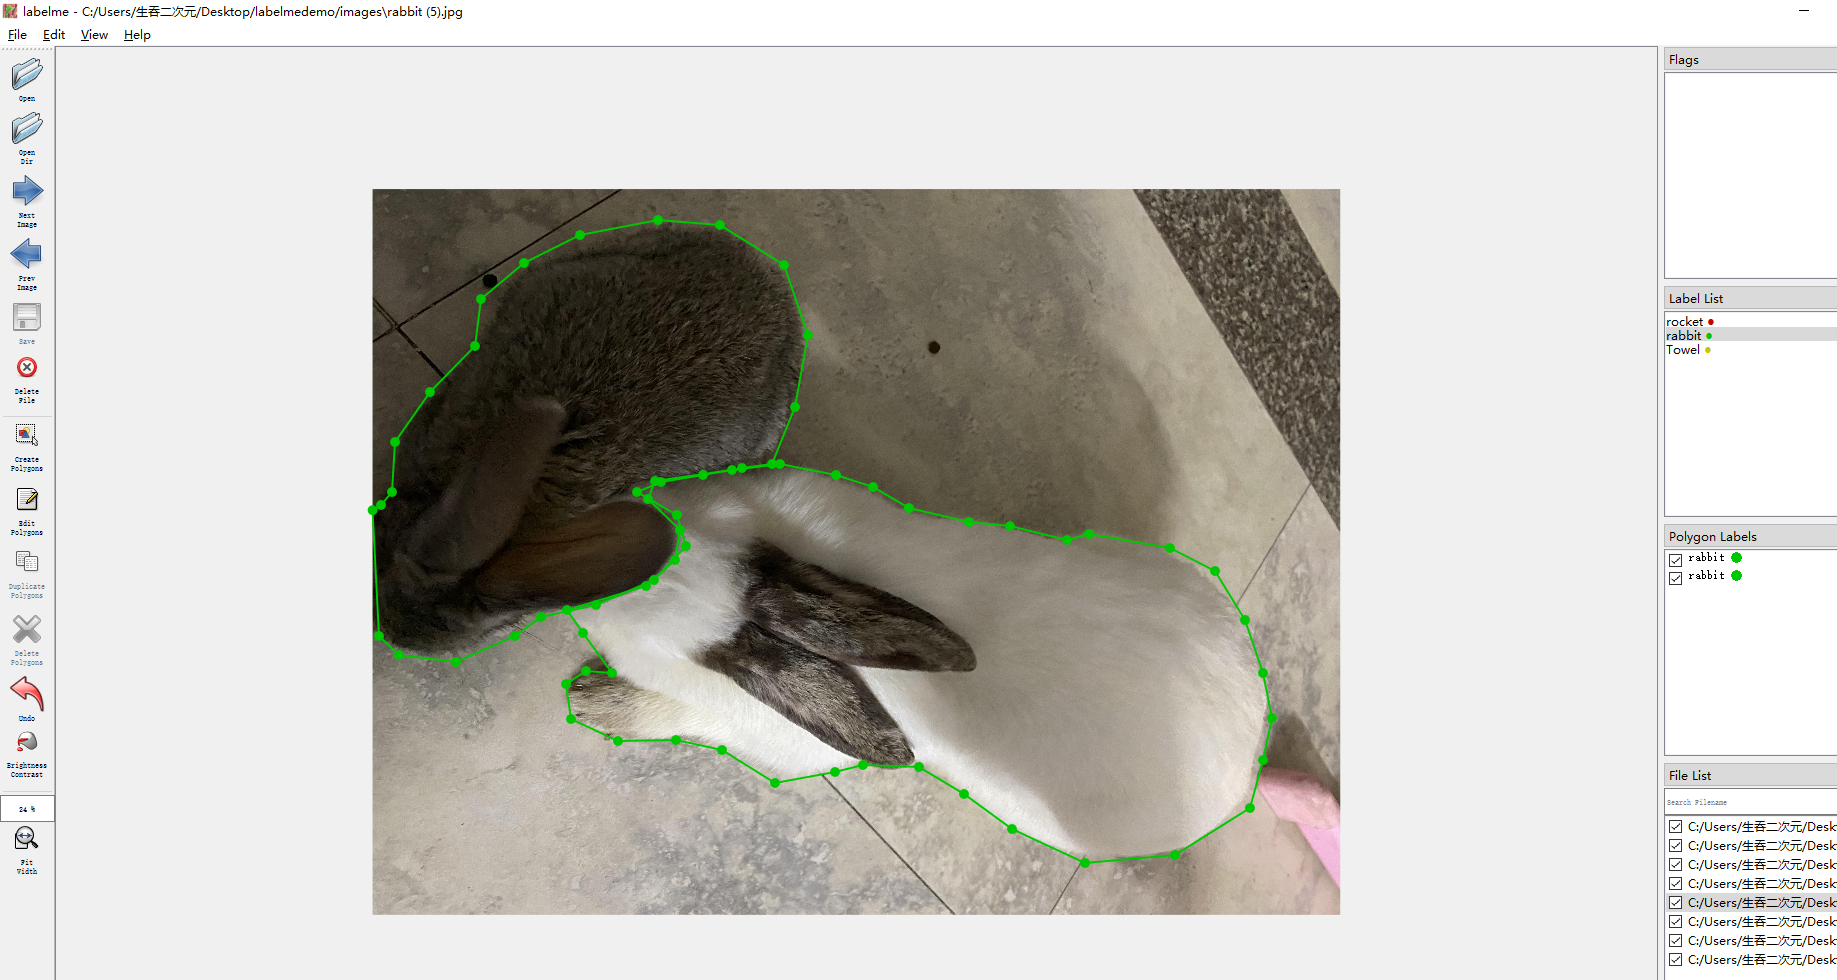 labelme - C:/Users/生吞二次元/Desktop/labelmedemo/images\rabbit (5).jpg
File Edit View Help
Open
Open
Dir
Next
Image
Prev
Image
Save
Delete
File
Create
Polygons
Edit
Polygons
Duplicate
Polygons
Delete
Polygons
Undo
Brightness
Contrast
24 %
Fit
Width
Flags
Label List
rocket
rabbit
Towel
Polygon Labels
rabbit
rabbit
File List
Search Filename
C:/Users/生吞二次元/Desk
C:/Users/生吞二次元/Desk
C:/Users/生吞二次元/Desk
C:/Users/生吞二次元/Desk
C:/Users/生吞二次元/Desk
C:/Users/生吞二次元/Desk
C:/Users/生吞二次元/Desk
C:/Users/生吞二次元/Desk